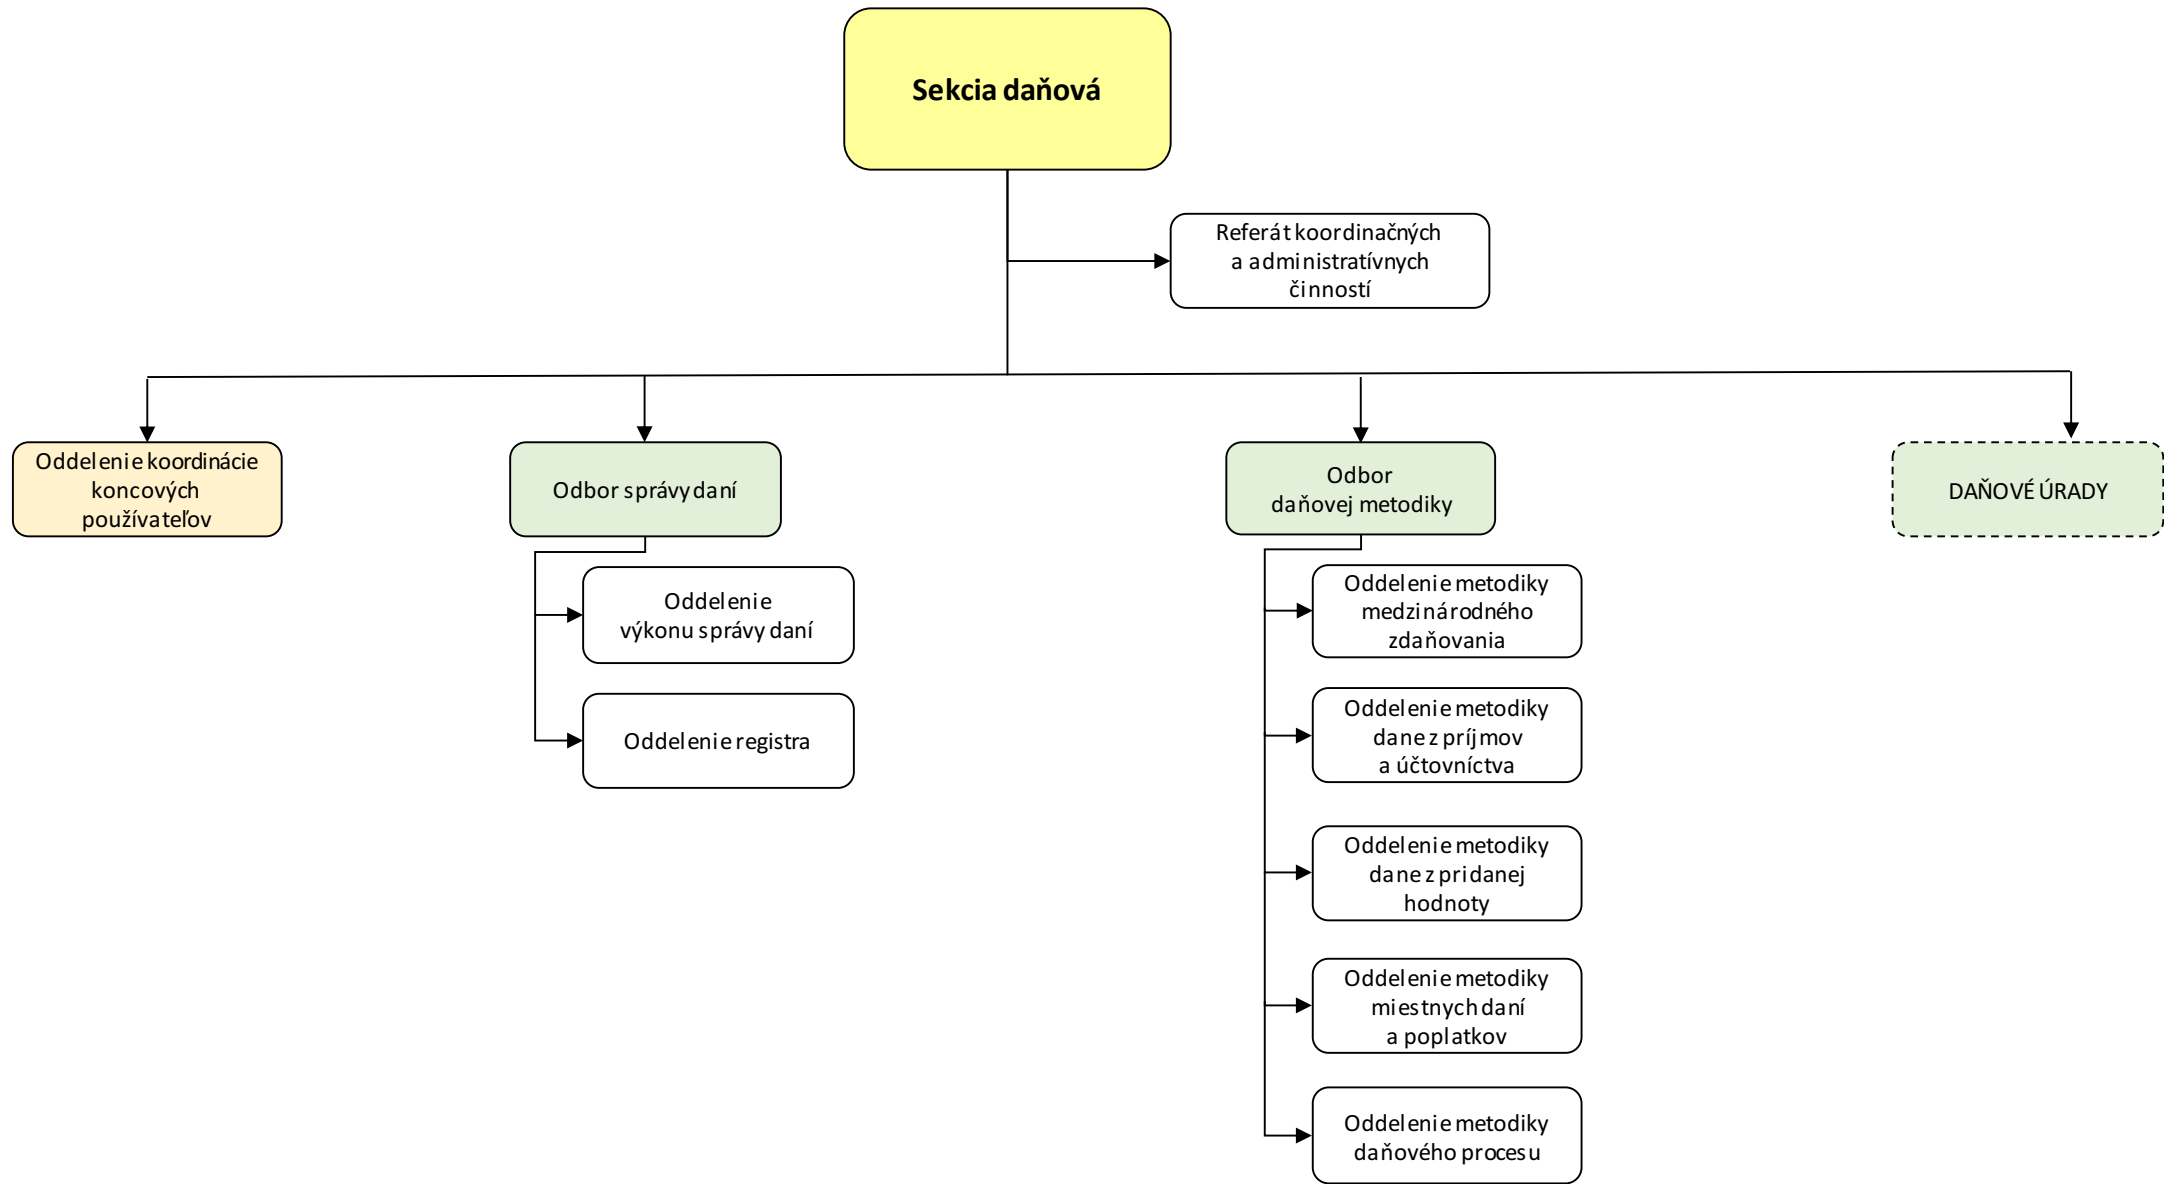 Sekcia daňová
Referát koordinačných
a administratívnych
činností
Oddelenie koordinácie
koncových
používateľov
Odbor správy daní
Odbor
daňovej metodiky
DAŇOVÉ ÚRADY
Oddelenie
výkonu správy daní
Oddelenie registra
Oddelenie metodiky
medzinárodného
zdaňovania
Oddelenie metodiky
dane z príjmov
a účtovníctva
Oddelenie metodiky
dane z pridanej
hodnoty
Oddelenie metodiky
miestnych daní
a poplatkov
Oddelenie metodiky
daňového procesu